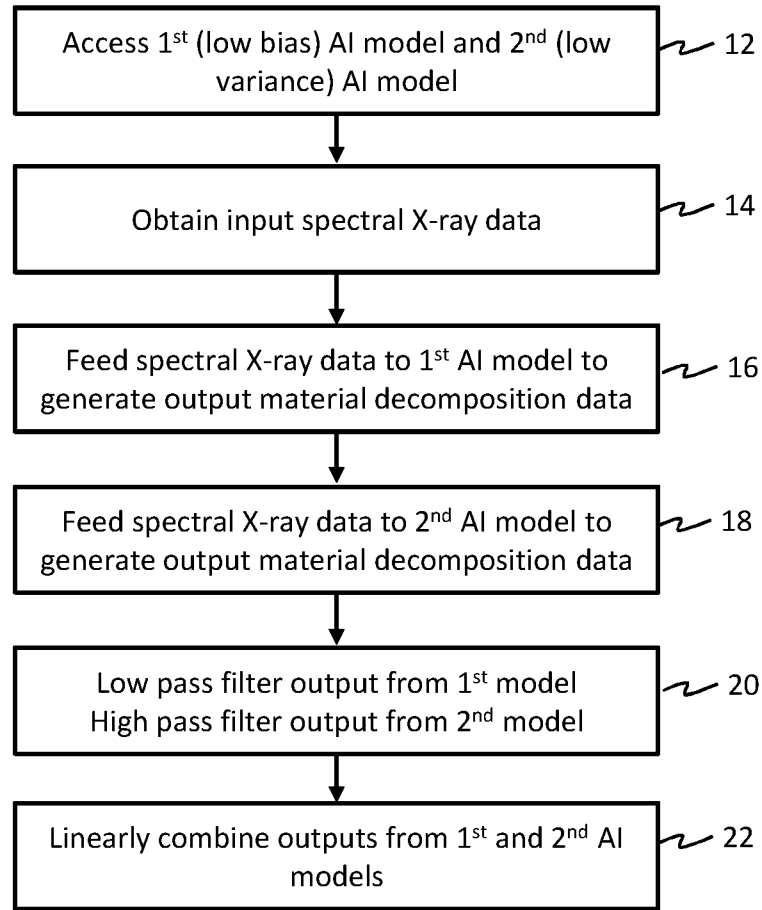 Access 1st (low bias) AI model and 2nd (low
variance) AI model
12
Obtain input spectral X-ray data
14
Feed spectral X-ray data to 1st AI model to
generate output material decomposition data
16
Feed spectral X-ray data to 2nd AI model to
generate output material decomposition data
18
Low pass filter output from 1st model
High pass filter output from 2nd model
20
Linearly combine outputs from 1st and 2nd AI
models
22